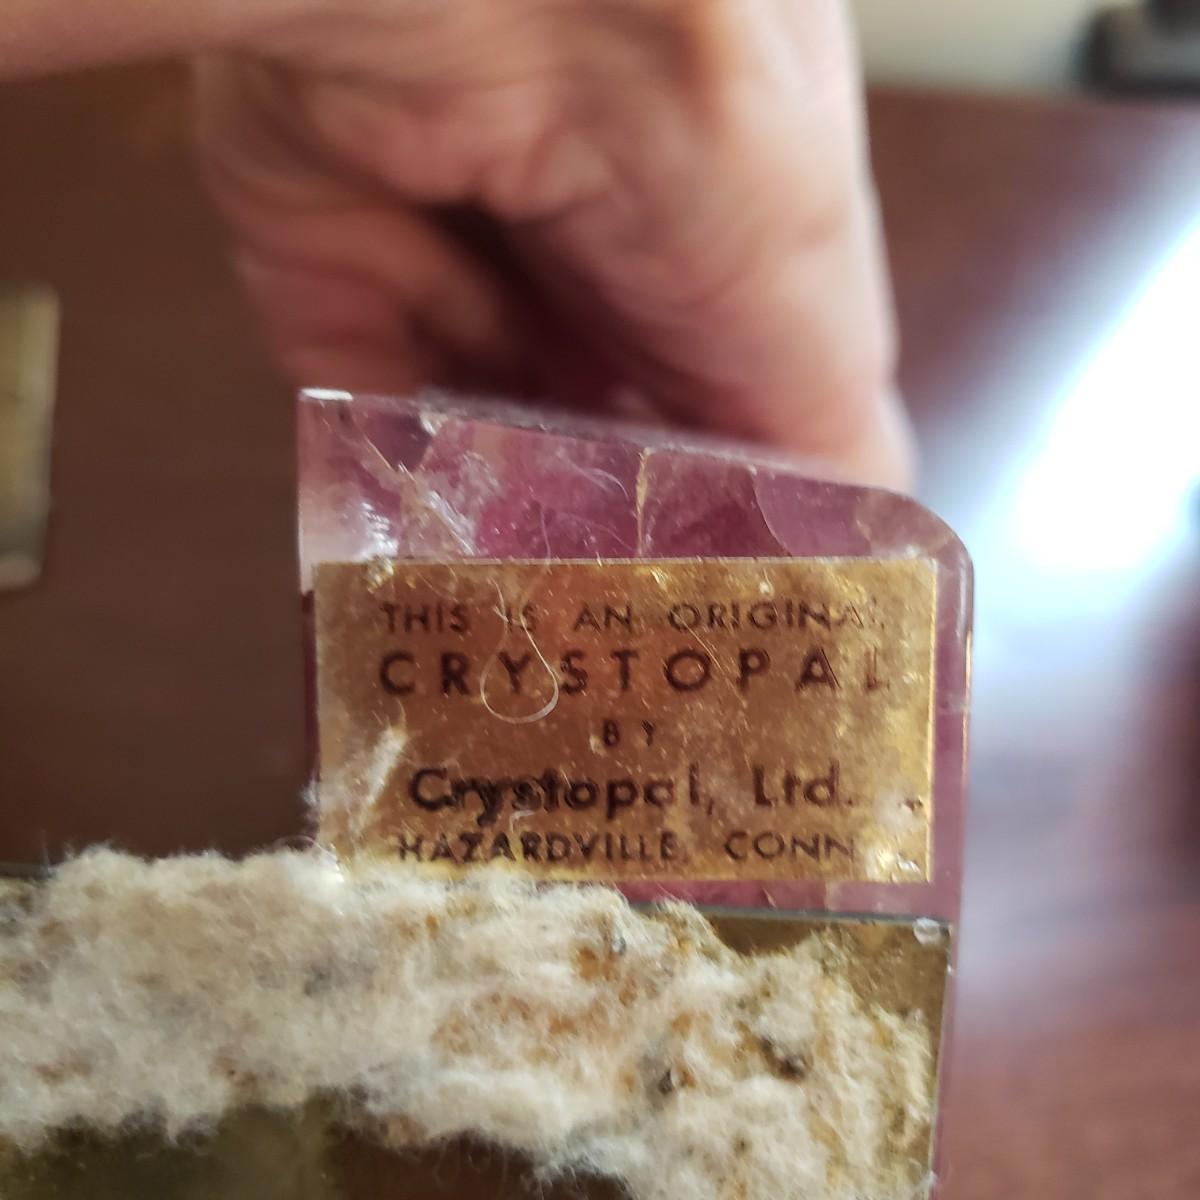 THIS IS AN ORIGINAL
CRYSTOPAL
BY
Crystopal, Ltd.
HAZARDVILLE, CONN.